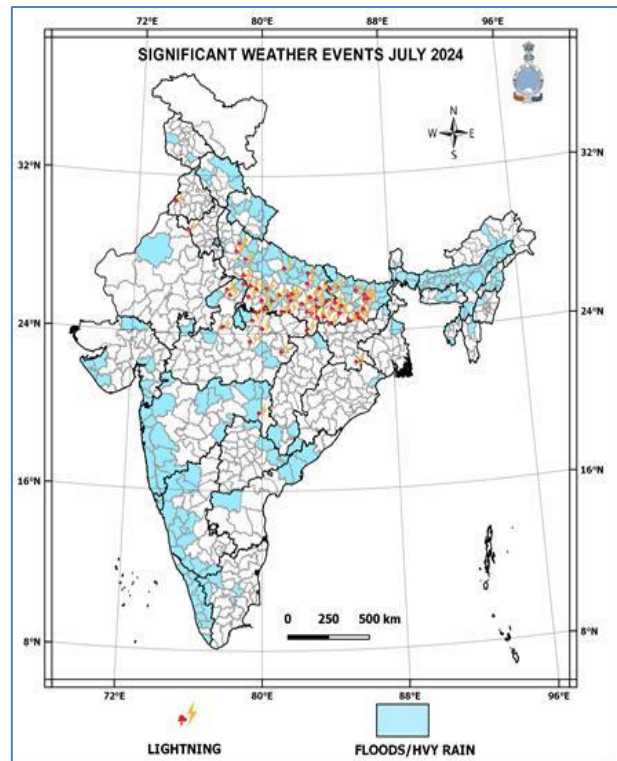 72°E 80°E 88°E 96°E
SIGNIFICANT WEATHER EVENTS JULY 2024
N
W E
S
32°N 32°N
24°N 24°N
16°N 16°N
0 250 500 km
8°N 8°N
72°E 80°E 88°E 96°E
LIGHTNING FLOODS/HVY RAIN